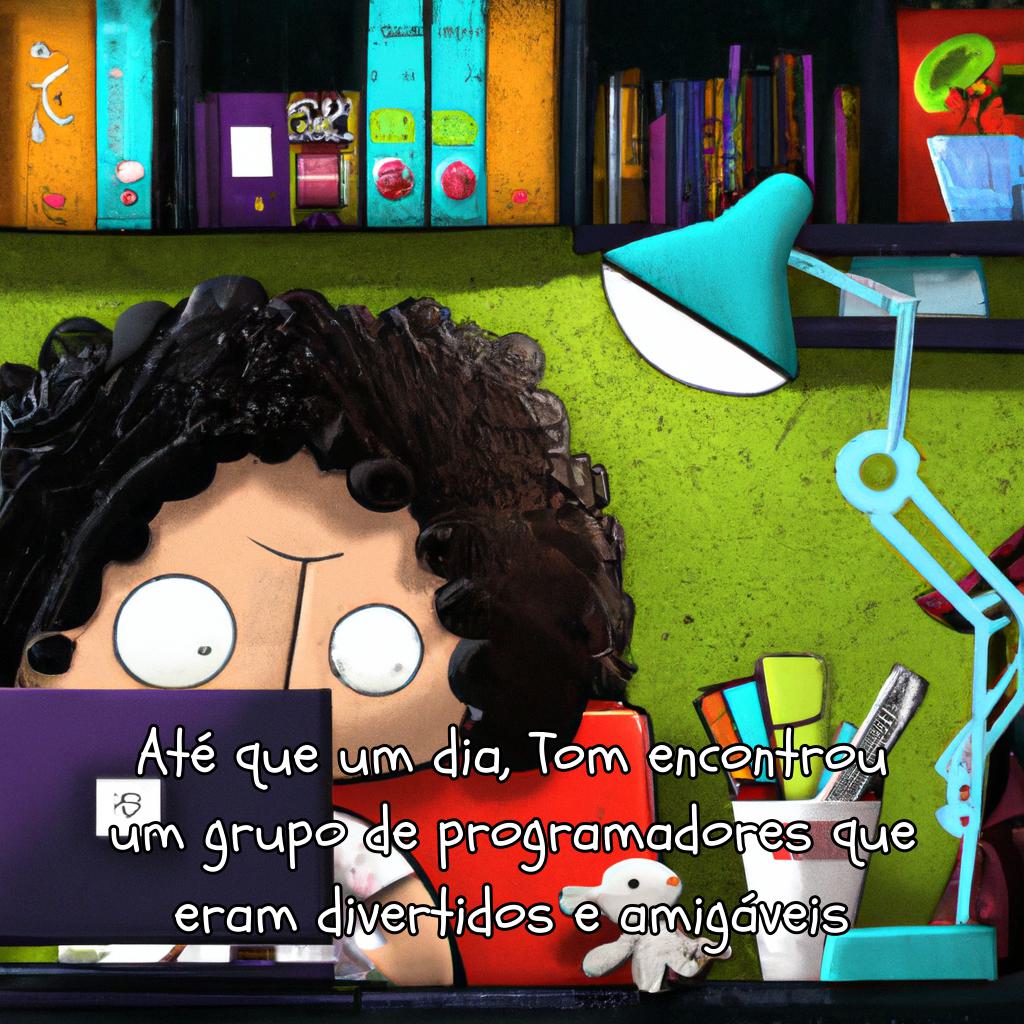 Até que um dia, Tom encontrou
um grupo de programadores que
eram divertidos e amigáveis